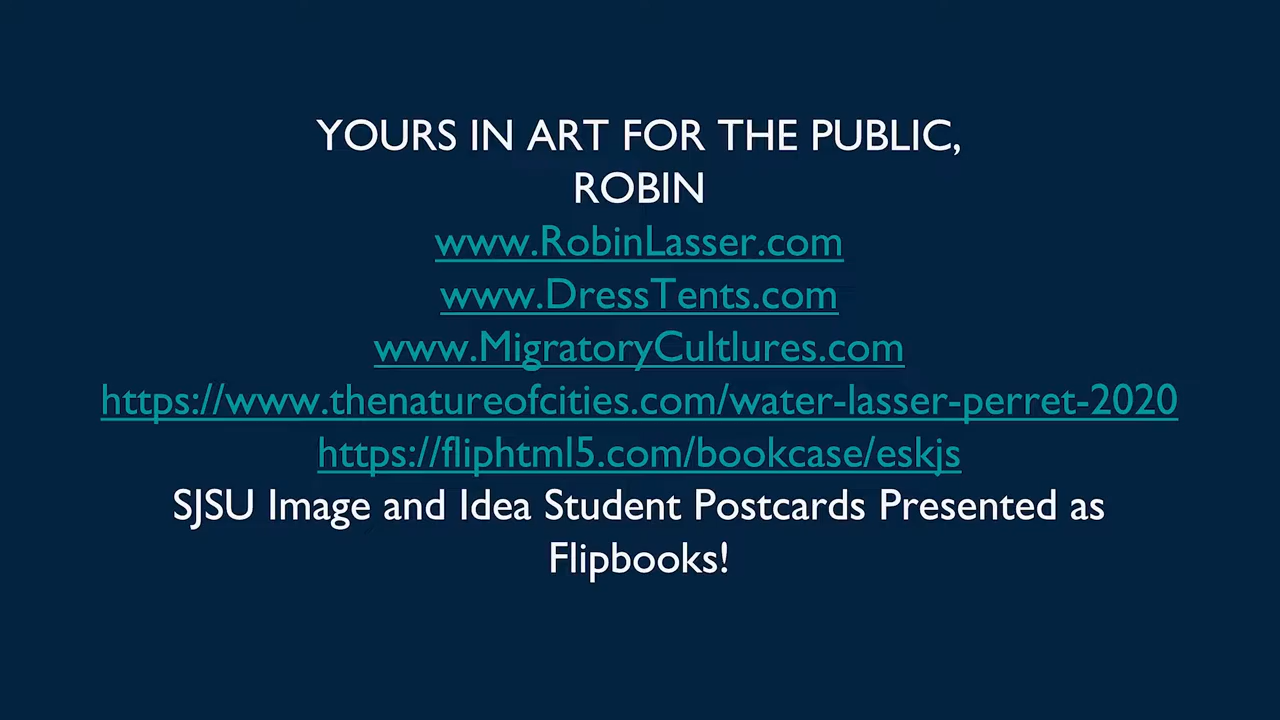 YOURS IN ART FOR THE PUBLIC,
ROBIN
www.RobinLasser.com
www.DressTents.com
www.MigratoryCultlures.com
https://www.thenatureofcities.com/water-lasser-perret-2020
https://fliphtml5.com/bookcase/eskjs
SJSU Image and Idea Student Postcards Presented as
Flipbooks!